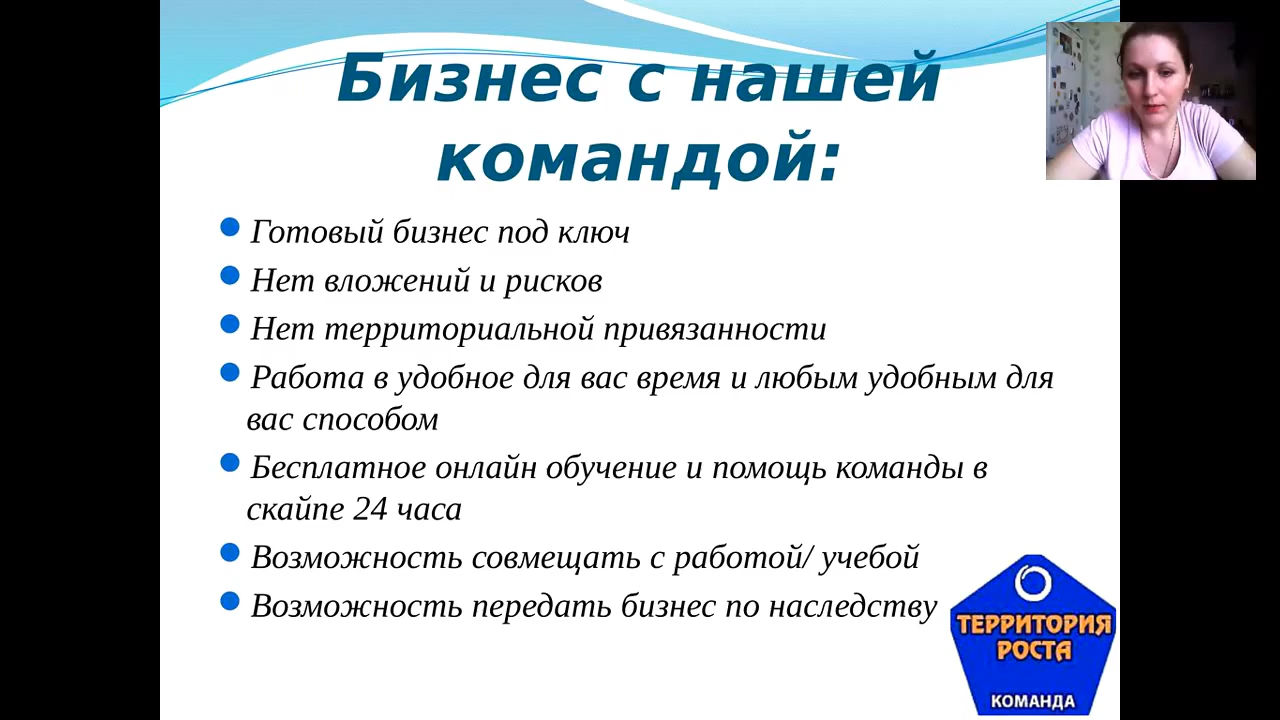 Бизнес с нашей
командой:
Готовый бизнес под ключ
Нет вложений и рисков
Нет территориальной привязанности
Работа в удобное для вас время и любым удобным для
вас способом
Бесплатное онлайн обучение и помощь команды в
скайпе 24 часа
Возможность совмещать с работой/ учебой
Возможность передать бизнес по наследству
ТЕРРИТОРИЯ
РОСТА
КОМАНДА